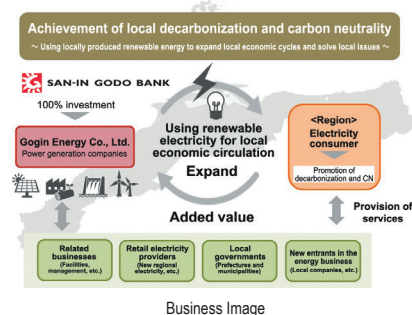 Achievement of local decarbonization and carbon neutrality
~ Using locally produced renewable energy to expand local economic cycles and solve local issues ~
SAN-IN GODO BANK
100% investment
Gogin Energy Co., Ltd.
Power generation companies
Using renewable
electricity for local
economic circulation
Expand
Added value
<Region>
Electricity
consumer
Promotion of
decarbonization and CN
Provision of
services
Related
businesses
(Facilities,
management, etc.)
Retail electricity
providers
(New regional
electricity, etc.)
Local
governments
(Prefectures and
municipalities)
New entrants in the
energy business
(Local companies, etc.)
Business Image